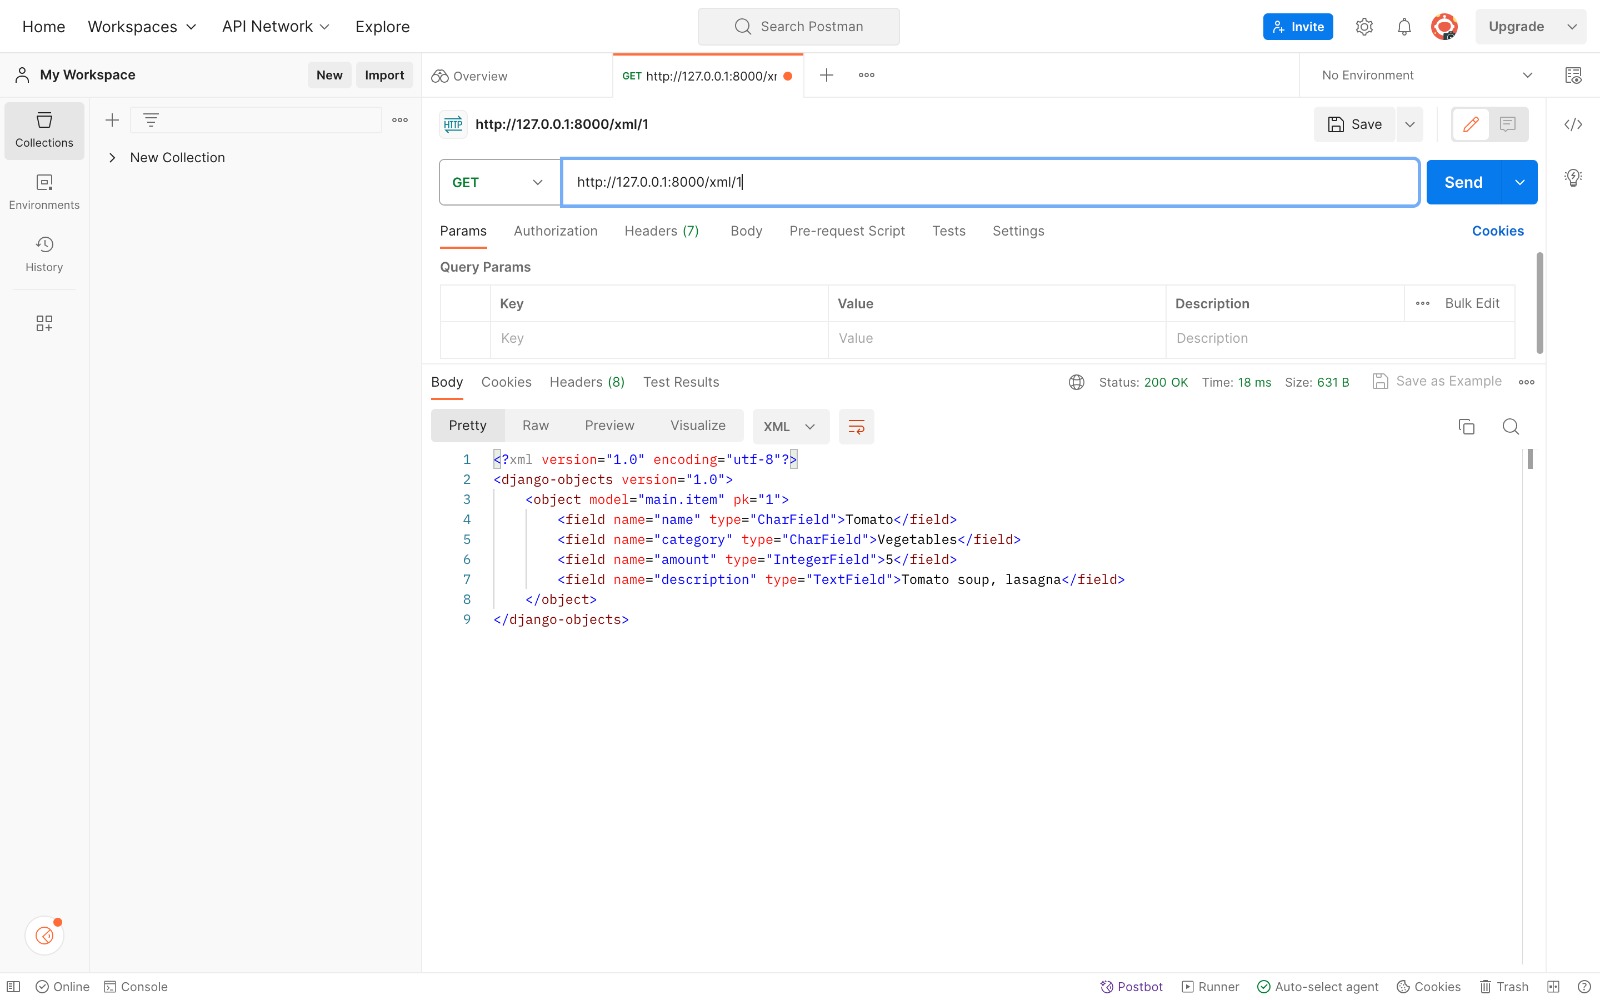 Home Workspaces API Network Explore Search Postman Invite Upgrade
My Workspace New Import Overview GET http://127.0.0.1:8000/xr No Environment
Collections
Environments
History
New Collection
HTTP http://127.0.0.1:8000/xml/1 Save
GET http://127.0.0.1:8000/xml/1 Send
Params Authorization Headers (7) Body Pre-request Script Tests Settings Cookies
Query Params
Key Value Description Bulk Edit
Key Value Description
Body Cookies Headers (8) Test Results Status: 200 OK Time: 18 ms Size: 631 B Save as Example
Pretty Raw Preview Visualize XML
1 <?xml version="1.0" encoding="utf-8"?>
2 <django-objects version="1.0">
3 <object model="main.item" pk="1">
4 <field name="name" type="CharField">Tomato</field>
5 <field name="category" type="CharField">Vegetables</field>
6 <field name="amount" type="IntegerField">5</field>
7 <field name="description" type="TextField">Tomato soup, lasagna</field>
8 </object>
9 </django-objects>
Online Console Postbot Runner Auto-select agent Cookies Trash